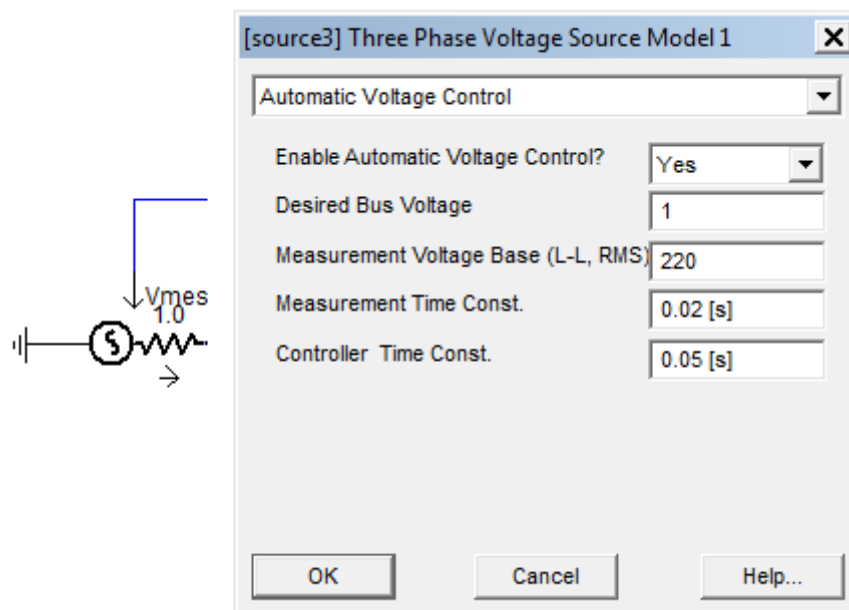 [source3] Three Phase Voltage Source Model 1
Automatic Voltage Control
Enable Automatic Voltage Control? Yes
Desired Bus Voltage 1
Measurement Voltage Base (L-L, RMS) 220
Measurement Time Const. 0.02 [s]
Controller Time Const. 0.05 [s]
Vmes
1.0
OK Cancel Help...